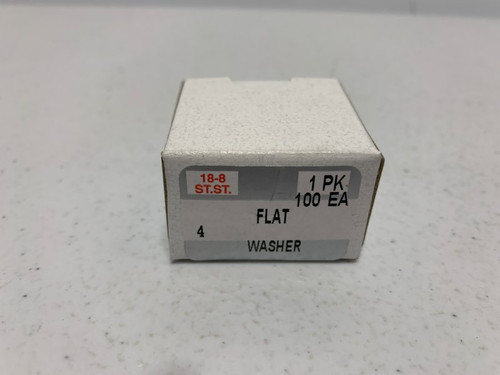 18-8
ST.ST.
1 PK
100 EA
FLAT
4
WASHER